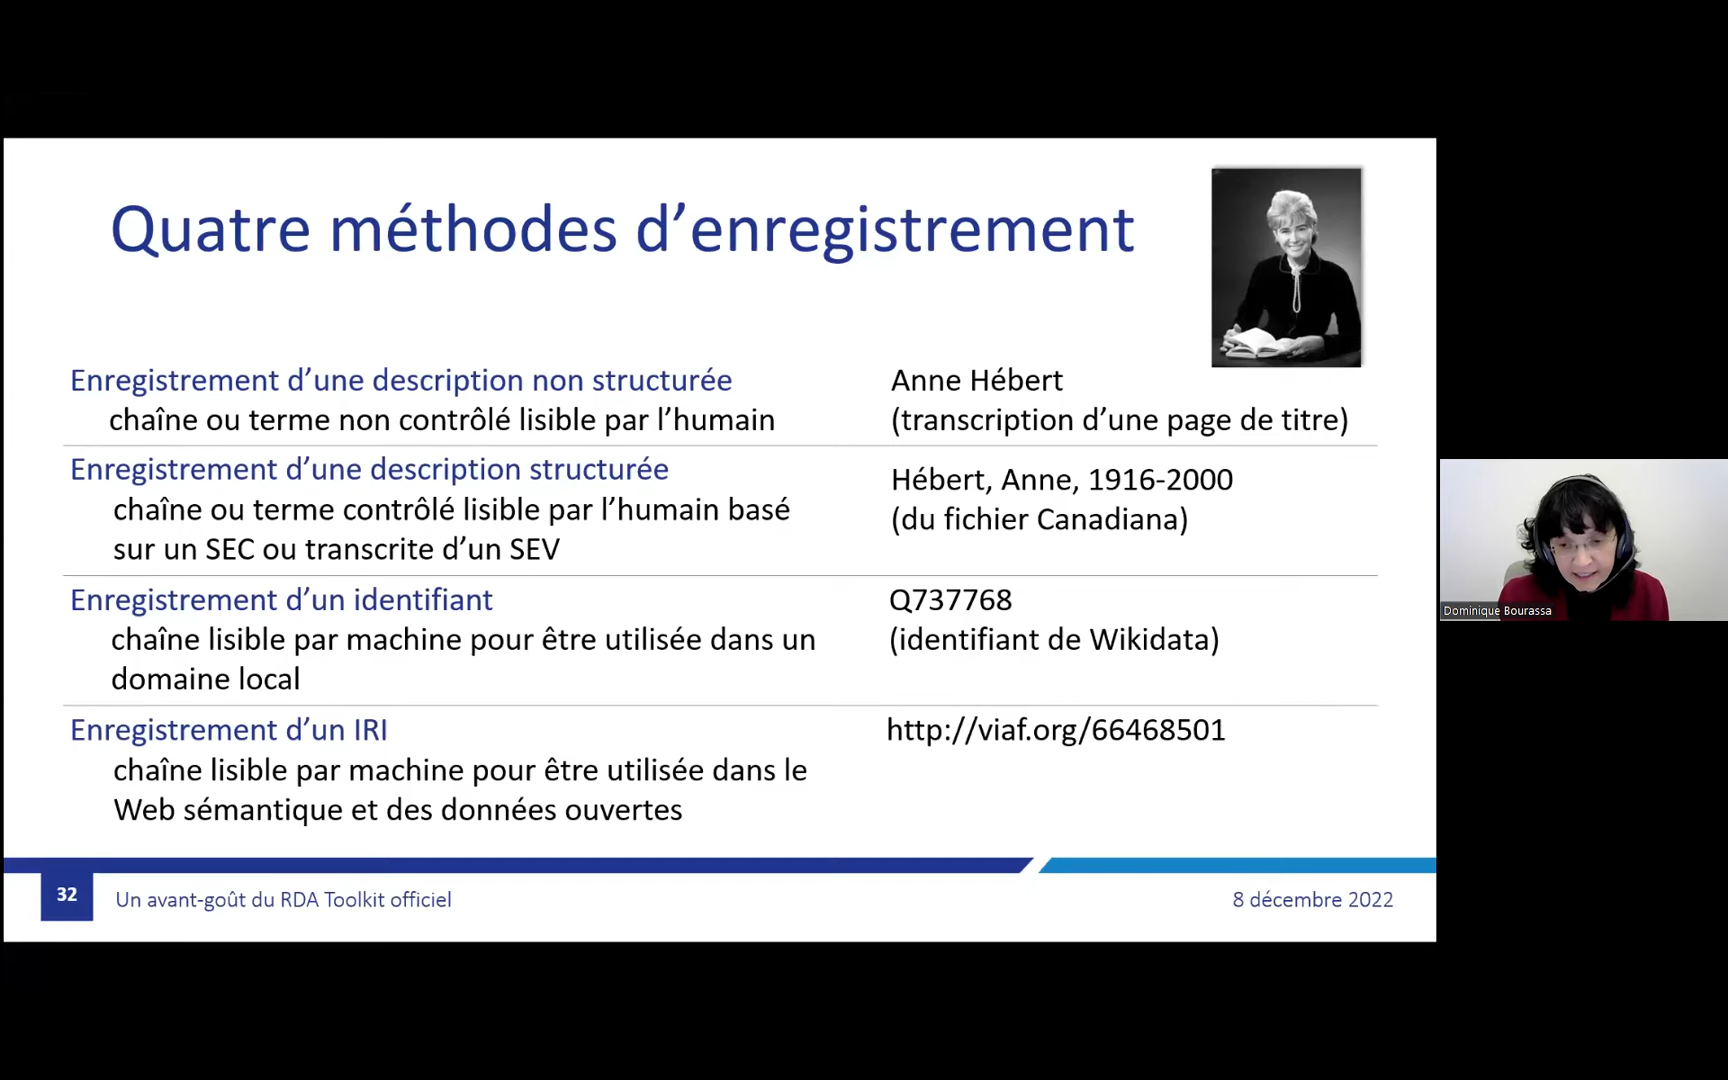 Quatre méthodes d’enregistrement
Enregistrement d’une description non structurée
chaîne ou terme non contrôlé lisible par l’humain
Anne Hébert
(transcription d’une page de titre)
Enregistrement d’une description structurée
chaîne ou terme contrôlé lisible par l’humain basé
sur un SEC ou transcrite d’un SEV
Hébert, Anne, 1916-2000
(du fichier Canadiana)
Enregistrement d’un identifiant
chaîne lisible par machine pour être utilisée dans un
domaine local
Q737768
(identifiant de Wikidata)
Enregistrement d’un IRI
chaîne lisible par machine pour être utilisée dans le
Web sémantique et des données ouvertes
http://viaf.org/66468501
32
Un avant-goût du RDA Toolkit officiel
8 décembre 2022
Dominique Bourassa